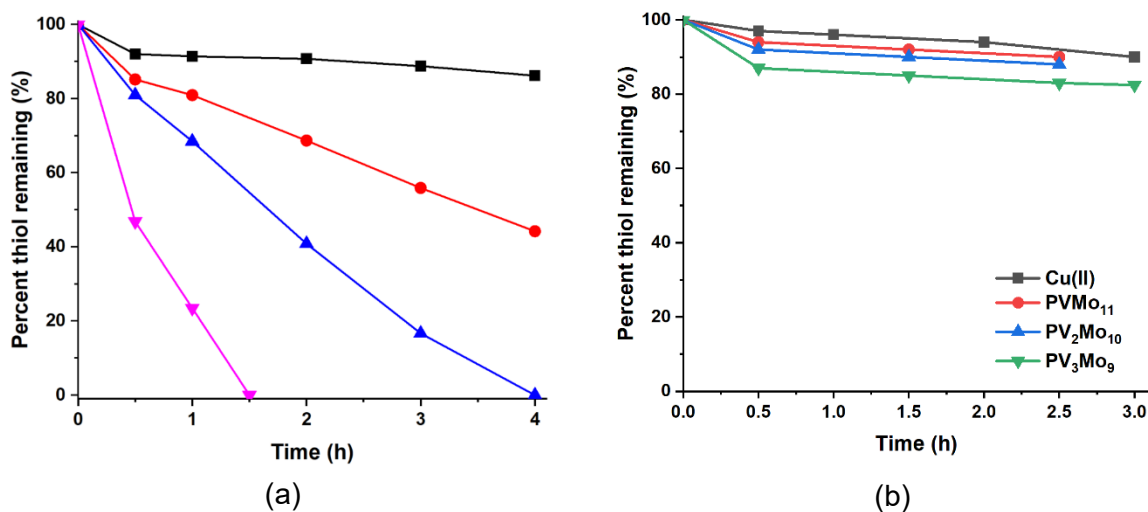 100
80
60
40
20
0
Percent thiol remaining (%)
0
1
2
3
4
Time (h)
(a)
100
80
60
40
20
0
Percent thiol remaining (%)
Cu(II)
PVMo₁₁
PV₂Mo₁₀
PV₃Mo₉
0.0
0.5
1.0
1.5
2.0
2.5
3.0
Time (h)
(b)